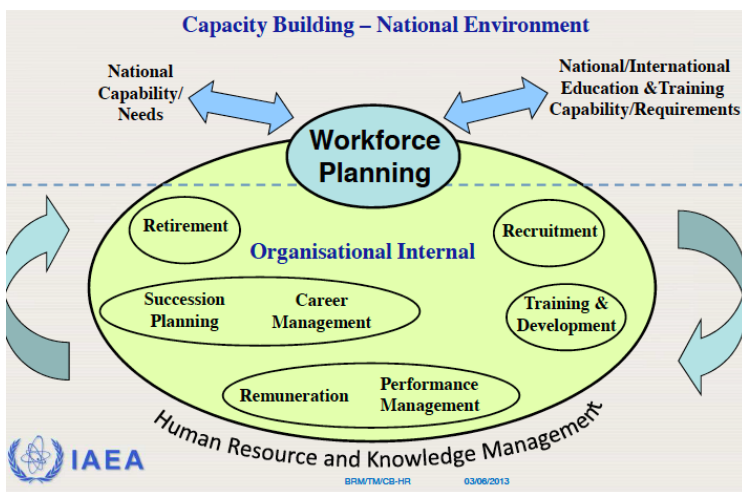 Capacity Building – National Environment
National
Capability/
Needs
National/International
Education &Training
Capability/Requirements
Workforce
Planning
Retirement
Recruitment
Organisational Internal
Succession
Planning
Career
Management
Training &
Development
Remuneration
Performance
Management
Human Resource and Knowledge Management
IAEA
BRM/TM/CB-HR
03/06/2013